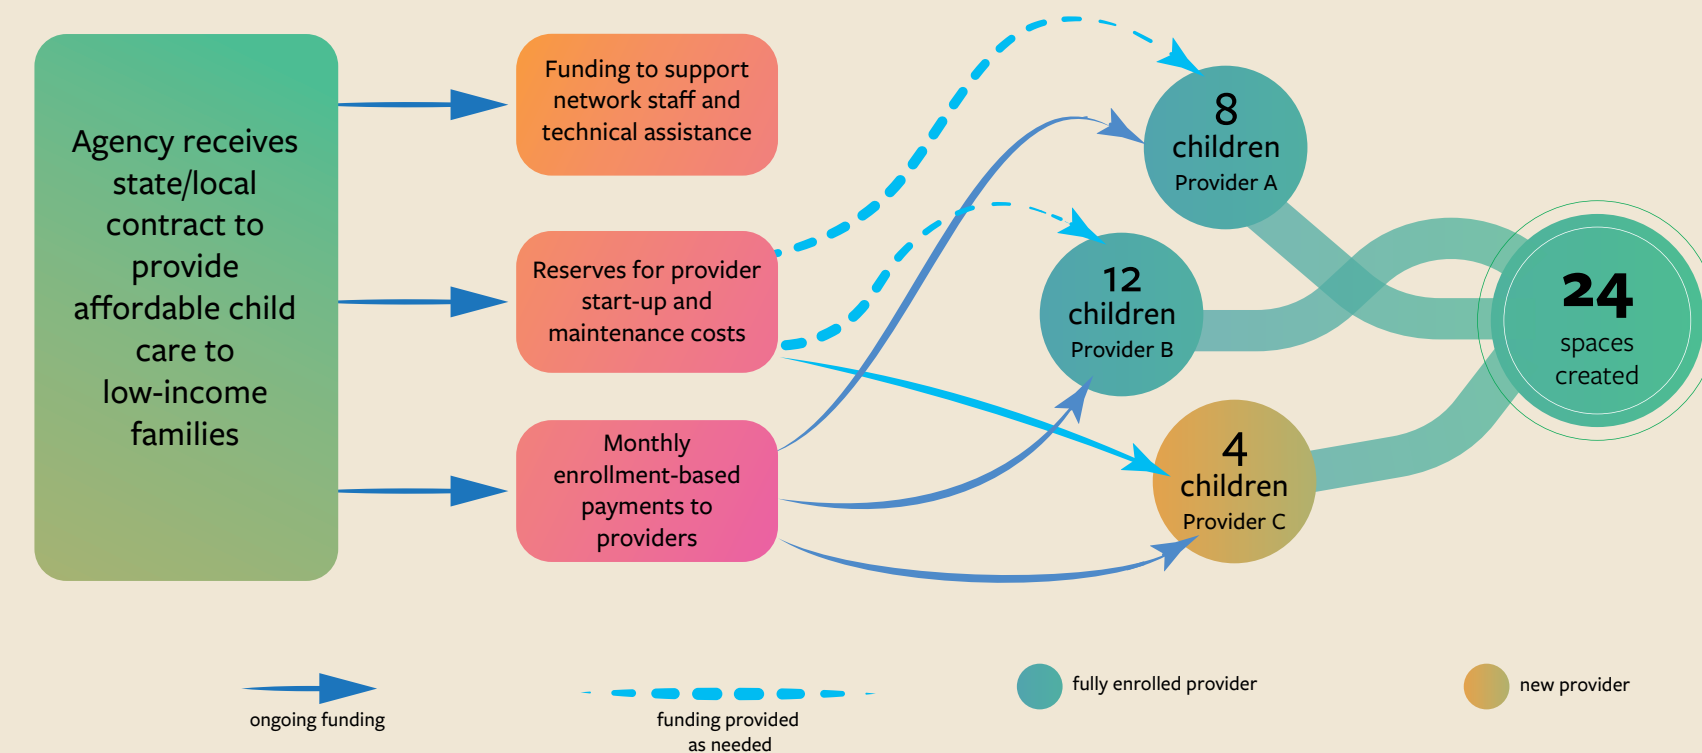 Agency receives
state/local
contract to
provide
affordable child
care to
low-income
families
Funding to support
network staff and
technical assistance
Reserves for provider
start-up and
maintenance costs
Monthly
enrollment-based
payments to
providers
8
children
Provider A
12
children
Provider B
4
children
Provider C
24
spaces
created
ongoing funding
funding provided
as needed
fully enrolled provider
new provider